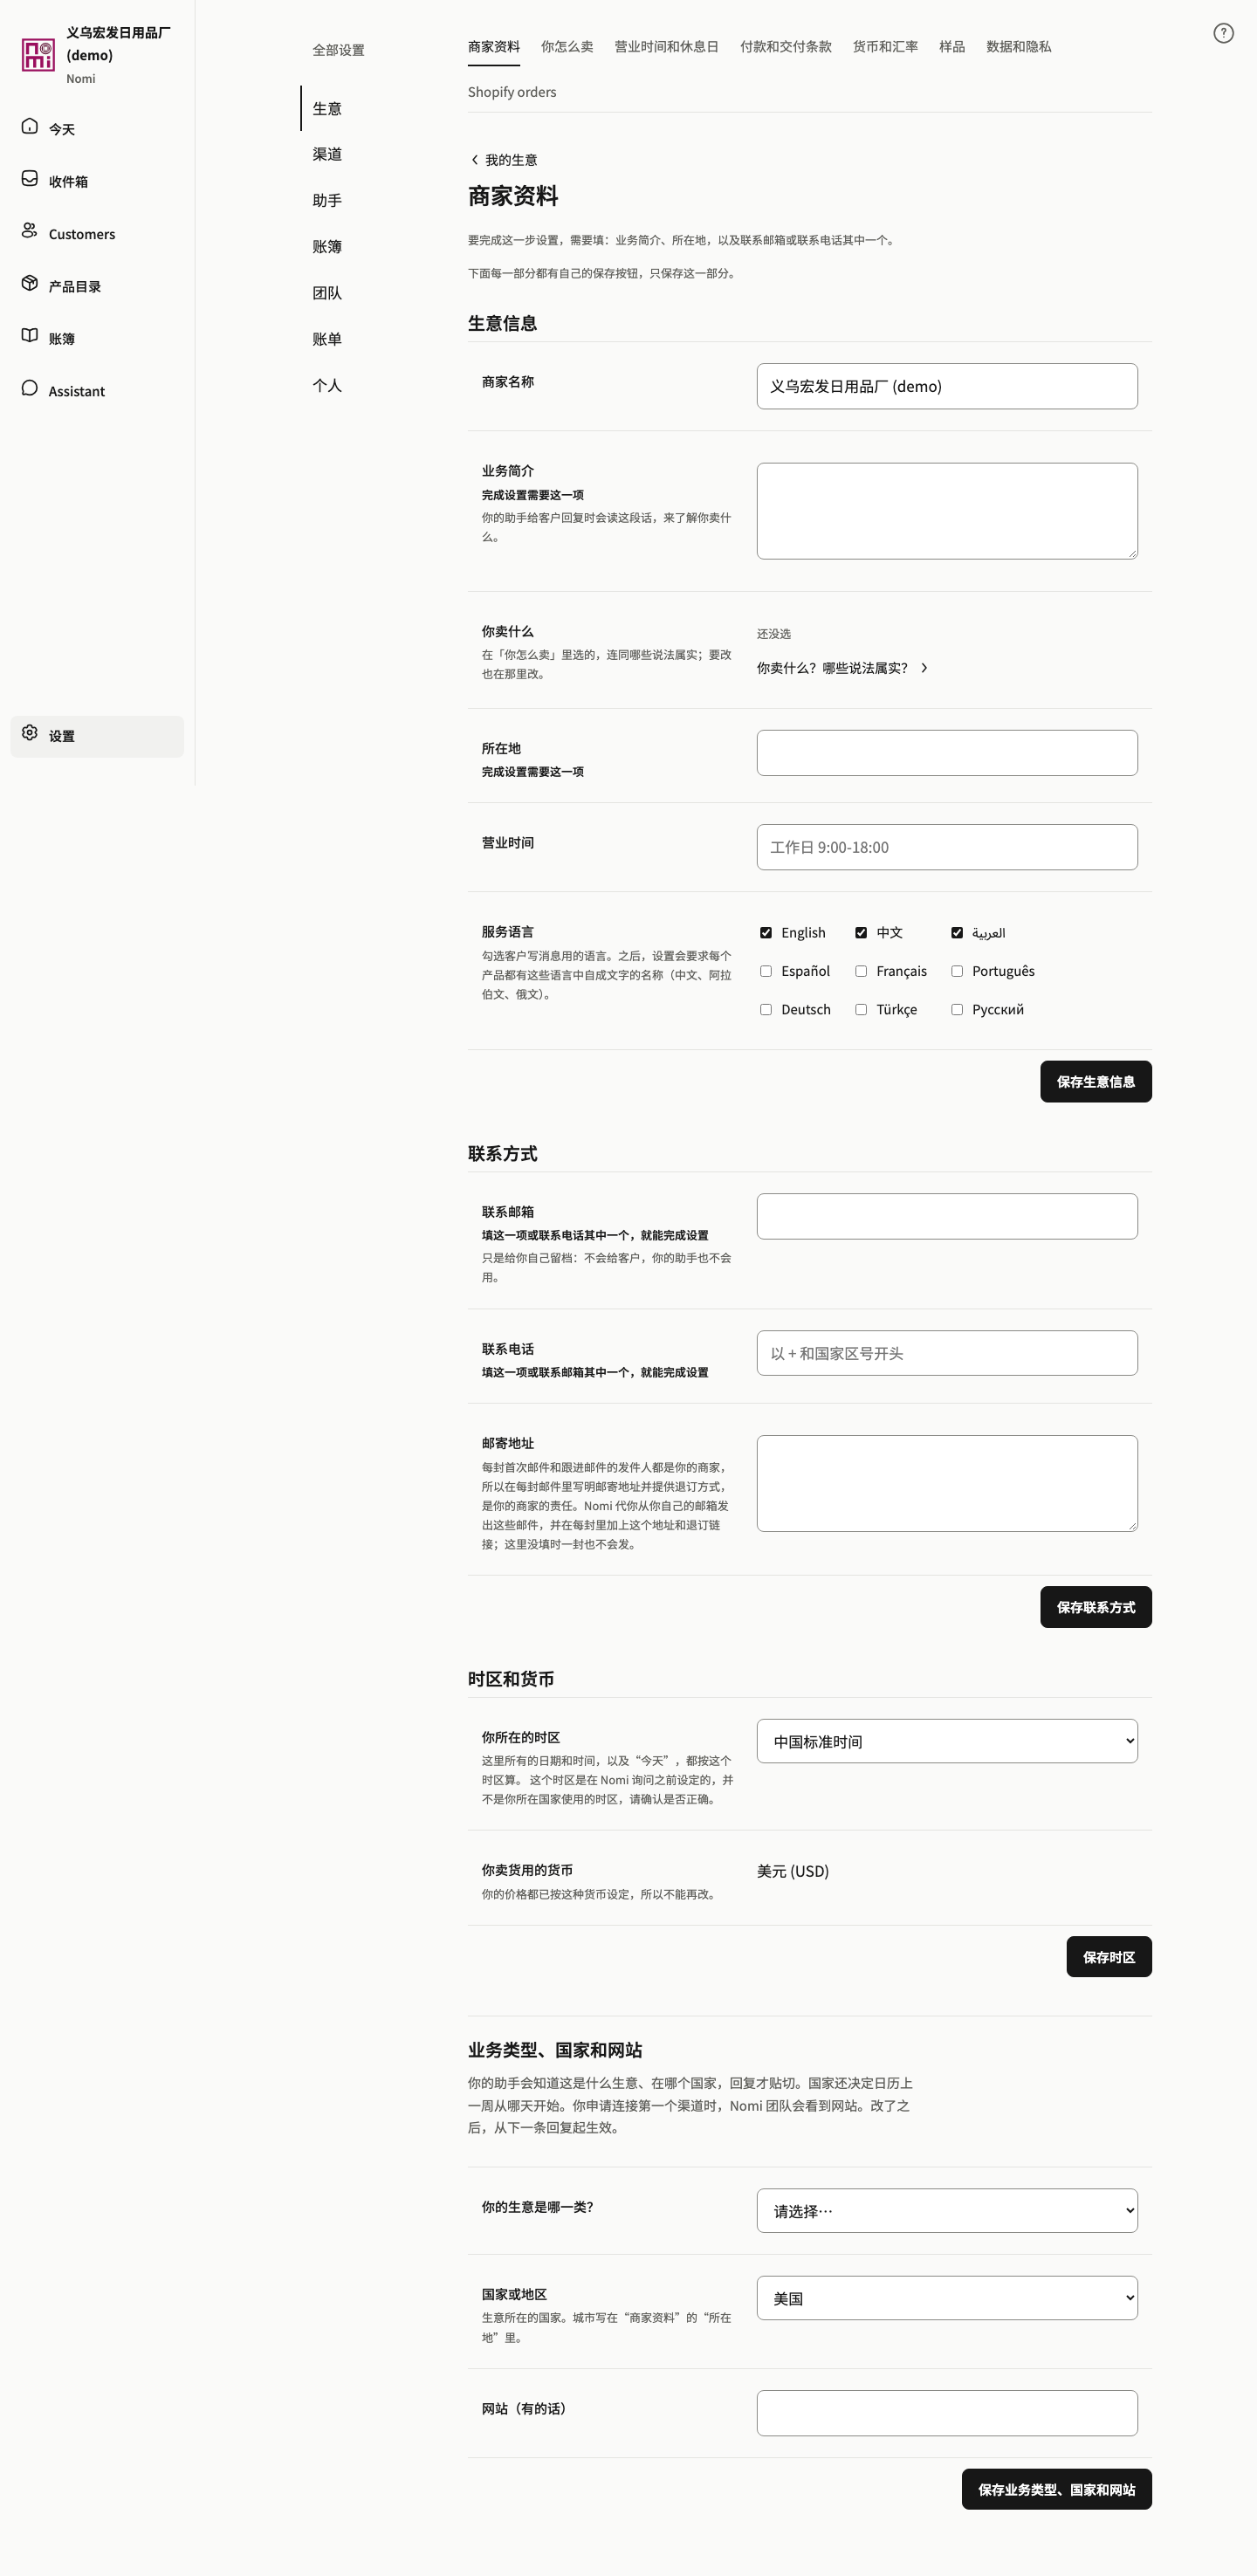 义乌宏发日用品厂
(demo)
Nomi
今天
收件箱
Customers
产品目录
账簿
Assistant
设置
全部设置
生意
渠道
助手
账簿
团队
账单
个人
商家资料 你怎么卖 营业时间和休息日 付款和交付条款 货币和汇率 样品 数据和隐私
Shopify orders
我的生意
商家资料
要完成这一步设置，需要填：业务简介、所在地，以及联系邮箱或联系电话其中一个。
下面每一部分都有自己的保存按钮，只保存这一部分。
生意信息
商家名称
义乌宏发日用品厂 (demo)
业务简介
完成设置需要这一项
你的助手给客户回复时会读这段话，来了解你卖什
么。
你卖什么
在「你怎么卖」里选的，连同哪些说法属实；要改
也在那里改。
还没选
你卖什么？哪些说法属实？
所在地
完成设置需要这一项
营业时间
工作日 9:00-18:00
服务语言
勾选客户写消息用的语言。之后，设置会要求每个
产品都有这些语言中自成文字的名称（中文、阿拉
伯文、俄文）。
English 中文 العربية
Español Français Português
Deutsch Türkçe Русский
保存生意信息
联系方式
联系邮箱
填这一项或联系电话其中一个，就能完成设置
只是给你自己留档：不会给客户，你的助手也不会
用。
联系电话
填这一项或联系邮箱其中一个，就能完成设置
以 + 和国家区号开头
邮寄地址
每封首次邮件和跟进邮件的发件人都是你的商家，
所以在每封邮件里写明邮寄地址并提供退订方式，
是你的商家的责任。Nomi 代你从你自己的邮箱发
出这些邮件，并在每封里加上这个地址和退订链
接；这里没填时一封也不会发。
保存联系方式
时区和货币
你所在的时区
这里所有的日期和时间，以及“今天”，都按这个
时区算。 这个时区是在 Nomi 询问之前设定的，并
不是你所在国家使用的时区，请确认是否正确。
中国标准时间
你卖货用的货币
你的价格都已按这种货币设定，所以不能再改。
美元 (USD)
保存时区
业务类型、国家和网站
你的助手会知道这是什么生意、在哪个国家，回复才贴切。国家还决定日历上
一周从哪天开始。你申请连接第一个渠道时，Nomi 团队会看到网站。改了之
后，从下一条回复起生效。
你的生意是哪一类？
请选择…
国家或地区
生意所在的国家。城市写在“商家资料”的“所在
地”里。
美国
网站（有的话）
保存业务类型、国家和网站